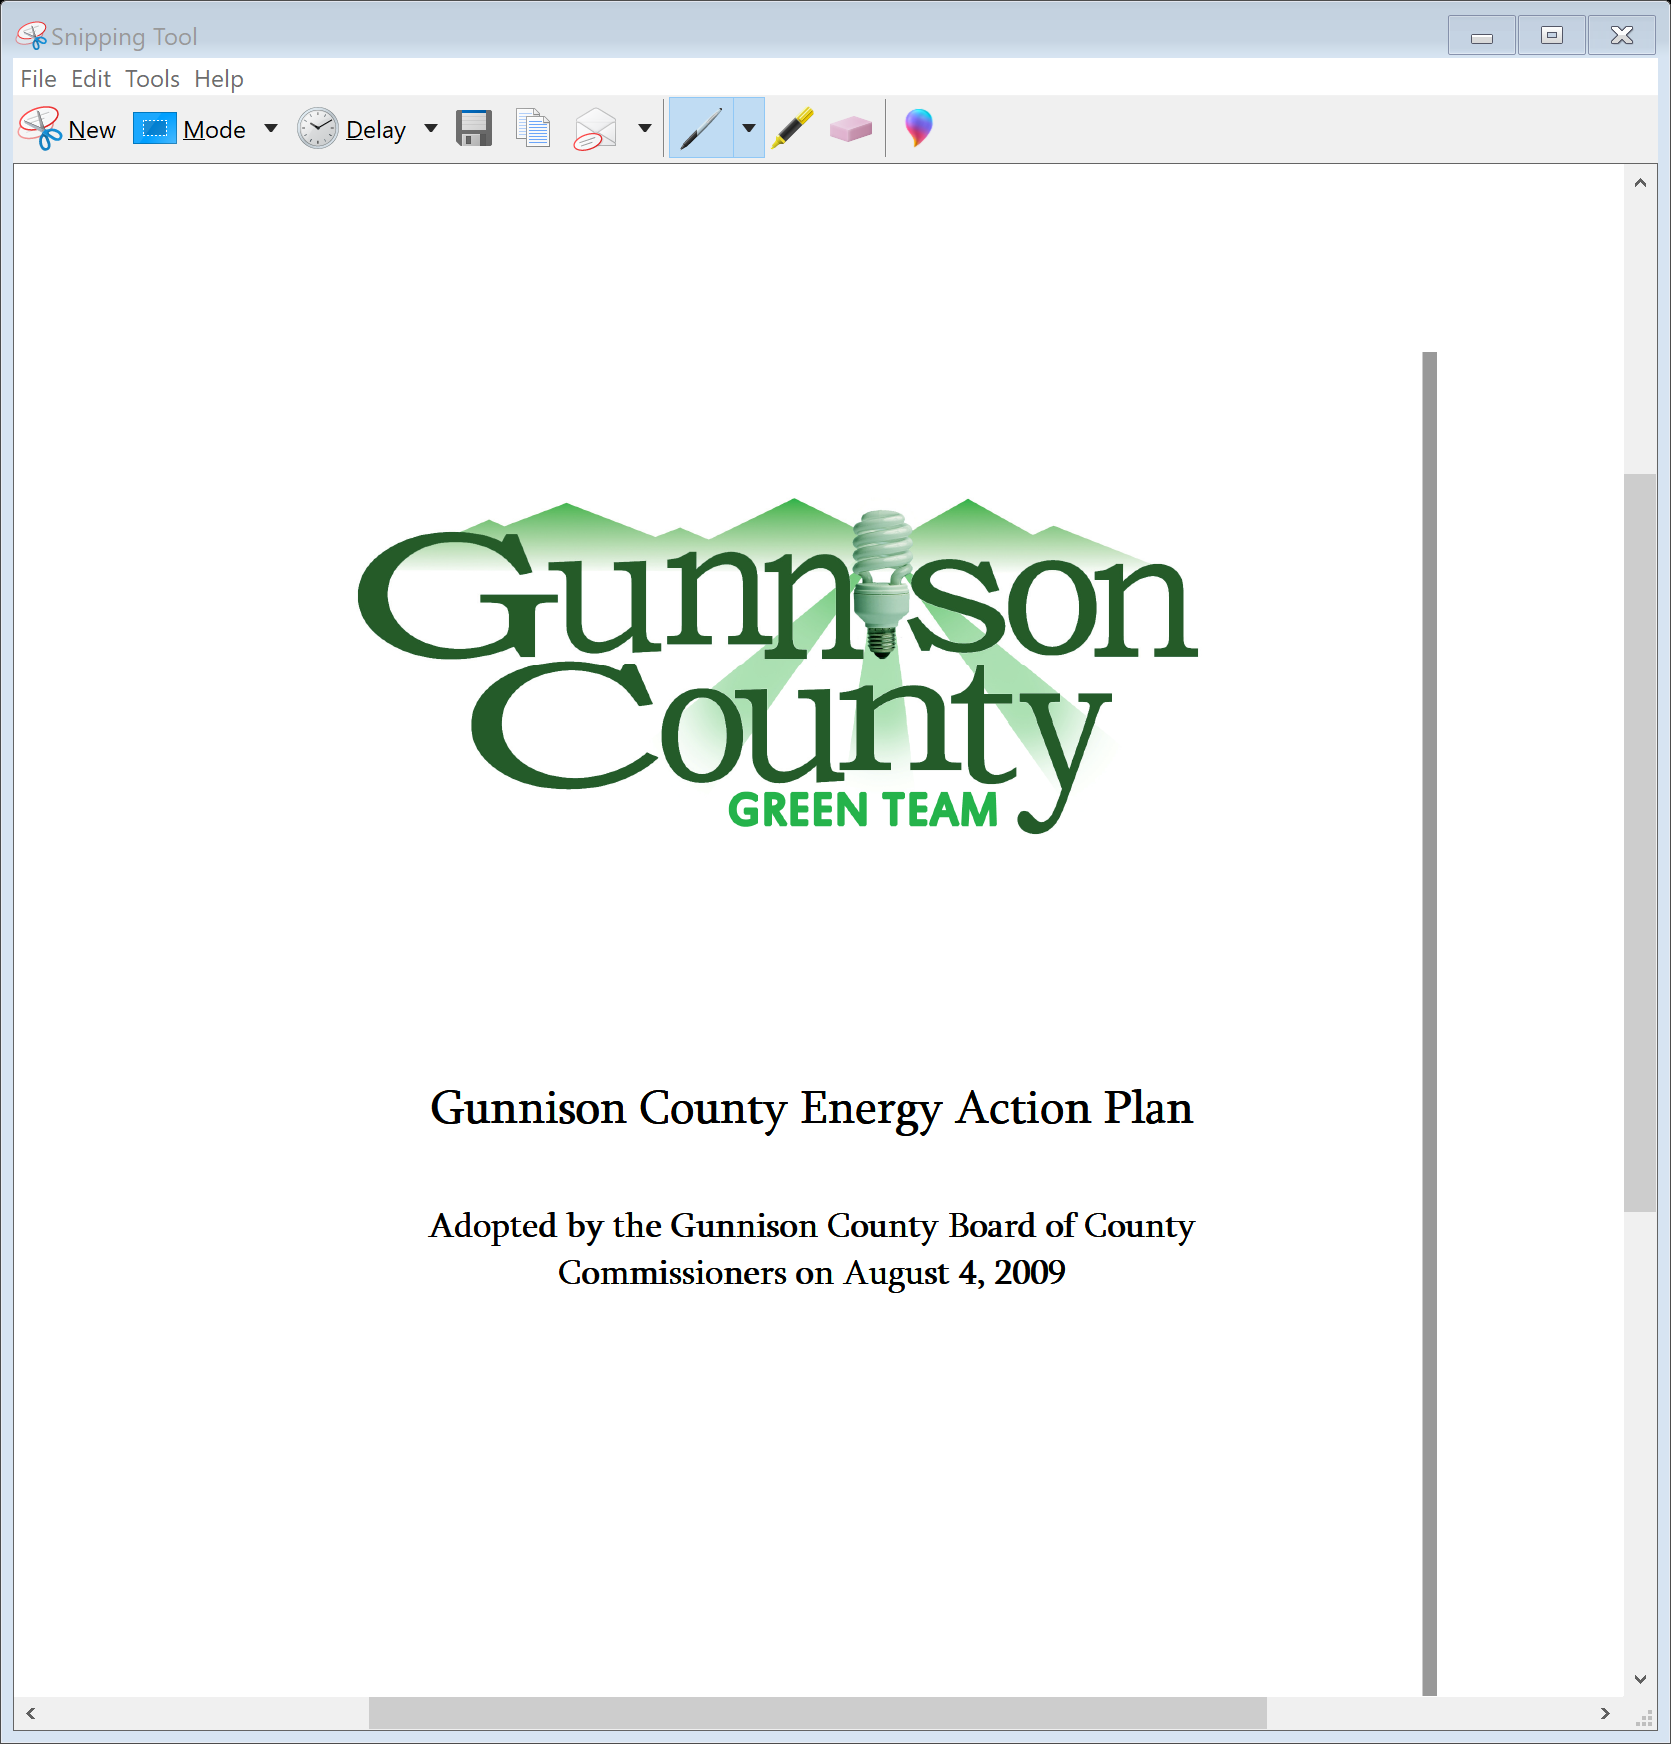 Snipping Tool
File Edit Tools Help
New Mode Delay
Gunnison
County
GREEN TEAM
Gunnison County Energy Action Plan
Adopted by the Gunnison County Board of County
Commissioners on August 4, 2009